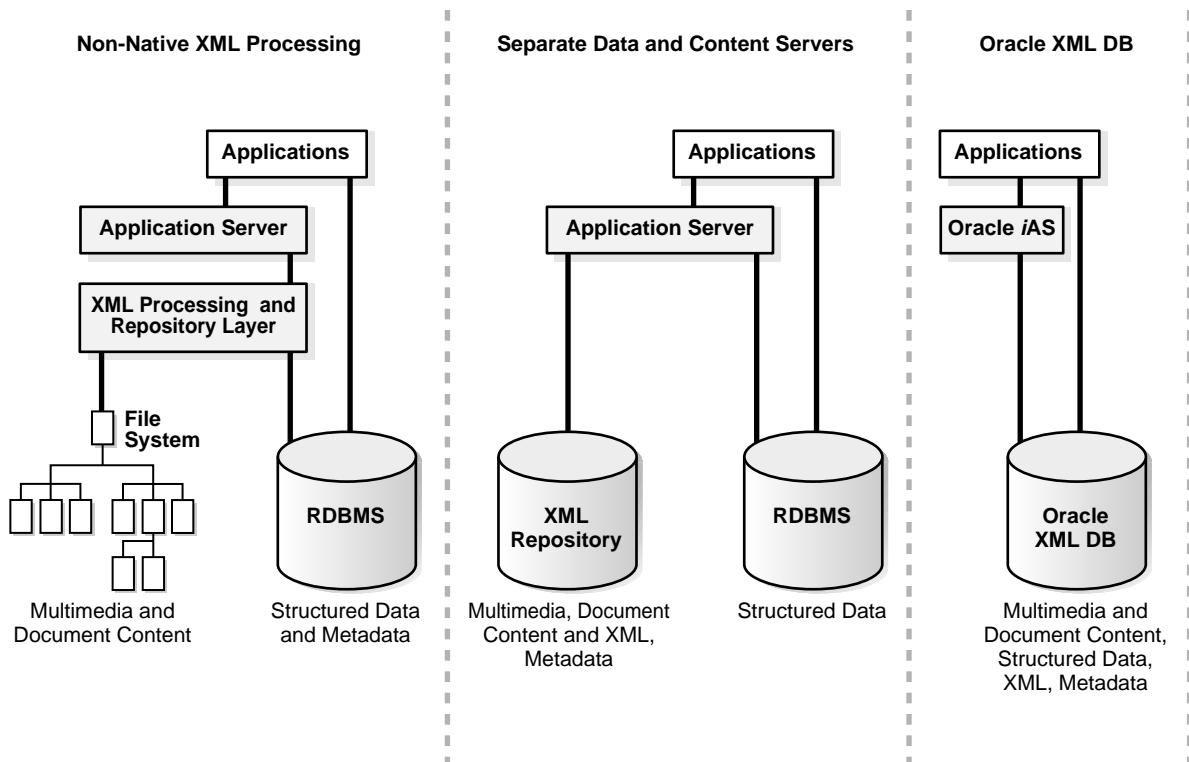 Non-Native XML Processing
Applications
Application Server
XML Processing and
Repository Layer
File
System
RDBMS
Multimedia and
Document Content
Structured Data
and Metadata
Separate Data and Content Servers
Applications
Application Server
XML
Repository
RDBMS
Multimedia, Document
Content and XML,
Metadata
Structured Data
Oracle XML DB
Applications
Oracle iAS
Oracle
XML DB
Multimedia and
Document Content,
Structured Data,
XML, Metadata